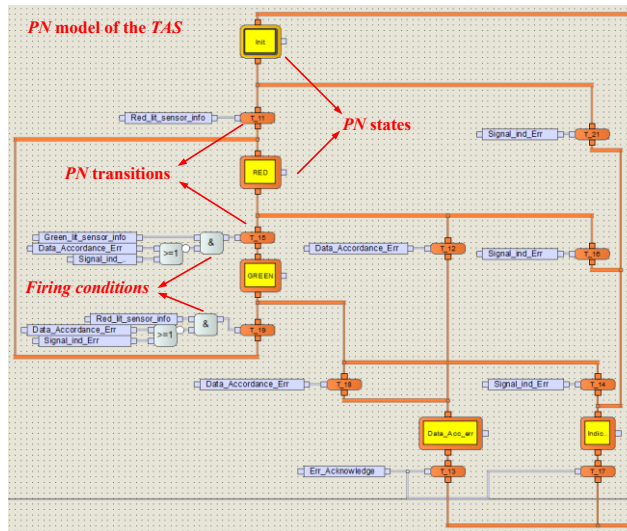 PN model of the TAS
Init
Red_lit_sensor_info
T_11
Signal_ind_Err
T_21
PN states
RED
PN transitions
Green_lit_sensor_info
Data_Accordance_Err
Signal_ind_..
>=1
&
T_15
Data_Accordance_Err
T_12
Signal_ind_Err
T_16
GREEN
Firing conditions
Red_lit_sensor_info
Data_Accordance_Err
Signal_ind_Err
>=1
&
T_19
Data_Accordance_Err
T_18
Signal_ind_Err
T_14
Data_Acc_err
Indic..
Err_Acknowledge
T_13
T_17